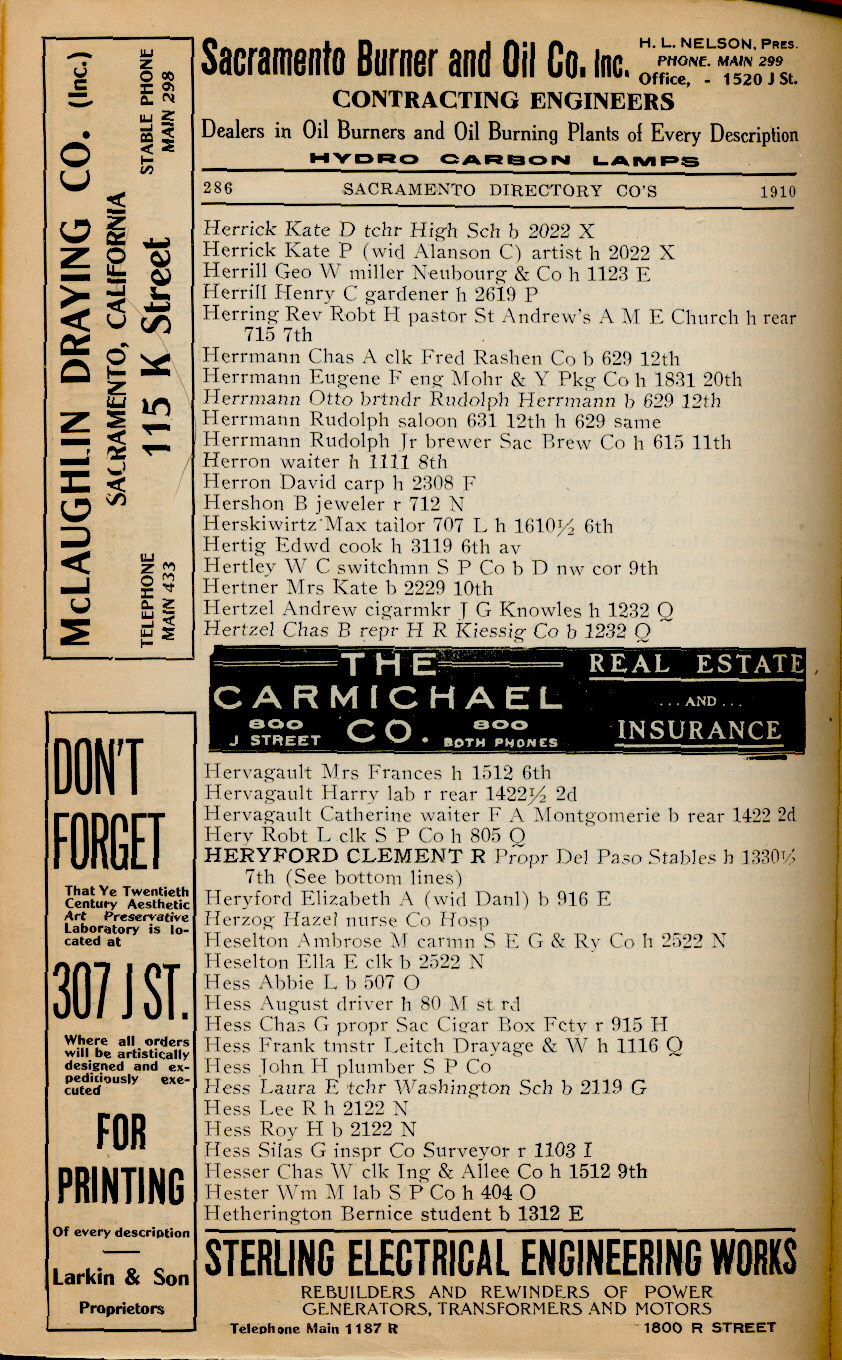 Sacramento Burner and Oil Co. Inc.
H. L. NELSON, PRES.
PHONE. MAIN 299
Office, - 1520 J St.
CONTRACTING ENGINEERS
Dealers in Oil Burners and Oil Burning Plants of Every Description
HYDRO CARBON LAMPS
286 SACRAMENTO DIRECTORY CO'S 1910
McLAUGHLIN DRAYING CO. (Inc.)
SACRAMENTO, CALIFORNIA
115 K Street
TELEPHONE
MAIN 433
STABLE PHONE
MAIN 298
Herrick Kate D tchr High Sch b 2022 X
Herrick Kate P (wid Alanson C) artist h 2022 X
Herrill Geo W miller Neubourg & Co h 1123 E
Herrill Henry C gardener h 2619 P
Herring Rev Robt H pastor St Andrew's A M E Church h rear
715 7th
Herrmann Chas A clk Fred Rashen Co b 629 12th
Herrmann Eugene F eng Mohr & Y Pkg Co h 1831 20th
Herrmann Otto brtndr Rudolph Herrmann b 629 12th
Herrmann Rudolph saloon 631 12th h 629 same
Herrmann Rudolph Jr brewer Sac Brew Co h 615 11th
Herron waiter h 1111 8th
Herron David carp h 2308 F
Hershon B jeweler r 712 N
Herskiwirtz Max tailor 707 L h 1610½ 6th
Hertig Edwd cook h 3119 6th av
Hertley W C switchmn S P Co b D nw cor 9th
Hertner Mrs Kate b 2229 10th
Hertzel Andrew cigarmkr J G Knowles h 1232 Q
Hertzel Chas B repr H R Kiessig Co b 1232 Q
THE
CARMICHAEL
CO.
800
J STREET
800
BOTH PHONES
REAL ESTATE
... AND ...
INSURANCE
Hervagault Mrs Frances h 1512 6th
Hervagault Harry lab r rear 1422½ 2d
Hervagault Catherine waiter F A Montgomerie b rear 1422 2d
Hery Robt L clk S P Co h 805 Q
HERYFORD CLEMENT R Propr Del Paso Stables h 1330½
7th (See bottom lines)
Heryford Elizabeth A (wid Danl) b 916 E
Herzog Hazel nurse Co Hosp
Heselton Ambrose M carmn S E G & Ry Co h 2522 N
Heselton Ella E clk b 2522 N
Hess Abbie L b 507 O
Hess August driver h 80 M st rd
Hess Chas G propr Sac Cigar Box Fcty r 915 H
Hess Frank tmstr Leitch Drayage & W h 1116 Q
Hess John H plumber S P Co
Hess Laura E tchr Washington Sch b 2119 G
Hess Lee R h 2122 N
Hess Roy H b 2122 N
Hess Silas G inspr Co Surveyor r 1103 I
Hesser Chas W clk Ing & Allee Co h 1512 9th
Hester Wm M lab S P Co h 404 O
Hetherington Bernice student b 1312 E
DON'T
FORGET
That Ye Twentieth
Century Aesthetic
Art Preservative
Laboratory is lo-
cated at
307 J ST.
Where all orders
will be artistically
designed and ex-
pediciously exe-
cuted
FOR
PRINTING
Of every description
Larkin & Son
Proprietors
STERLING ELECTRICAL ENGINEERING WORKS
REBUILDERS AND REWINDERS OF POWER
GENERATORS, TRANSFORMERS AND MOTORS
Telephone Main 1187 R 1800 R STREET